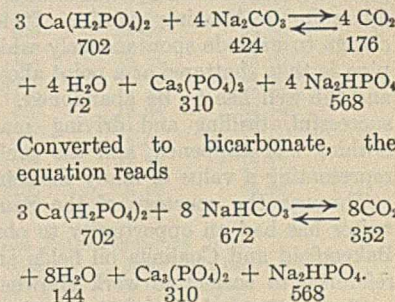 3 Ca(H₂PO₄)₂ + 4 Na₂CO₃⇌4 CO₂
702 424 176
+ 4 H₂O + Ca₃(PO₄)₂ + 4 Na₂HPO₄
72 310 568
Converted to bicarbonate, the
equation reads
3 Ca(H₂PO₄)₂+ 8 NaHCO₃⇌8CO₂
702 672 352
+ 8H₂O + Ca₃(PO₄)₂ + Na₂HPO₄.
144 310 568